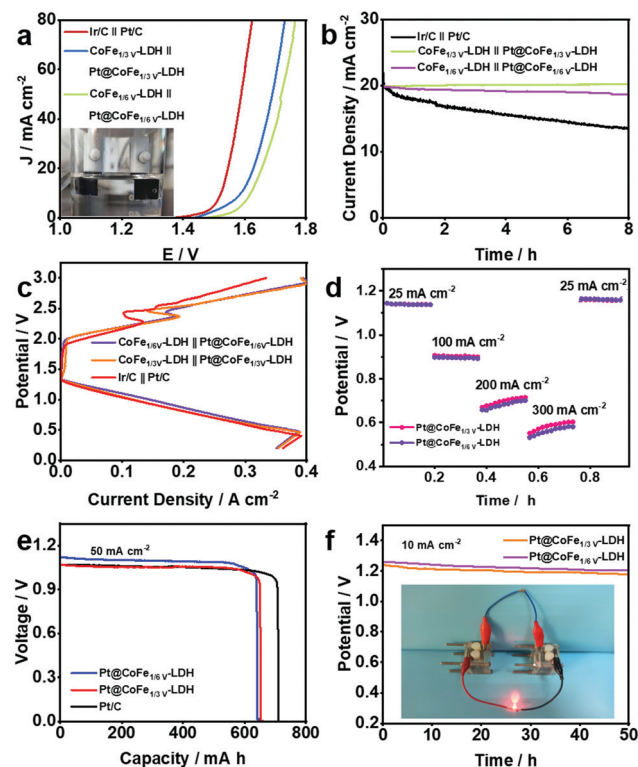 a
Ir/C ǁ Pt/C
CoFe1/3 V-LDH ǁ
Pt@CoFe1/3 V-LDH
CoFe1/6 V-LDH ǁ
Pt@CoFe1/6 V-LDH
J / mA cm-2
80
60
40
20
0
1.0 1.2 1.4 1.6 1.8
E / V
b
Ir/C ǁ Pt/C
CoFe1/3 V-LDH ǁ Pt@CoFe1/3 V-LDH
CoFe1/6 V-LDH ǁ Pt@CoFe1/6 V-LDH
Current Density / mA cm-2
30
20
10
0
0 2 4 6 8
Time / h
c
CoFe1/6V-LDH ǁ Pt@CoFe1/6V-LDH
CoFe1/3V-LDH ǁ Pt@CoFe1/3V-LDH
Ir/C ǁ Pt/C
Potential / V
3.0
2.5
2.0
1.5
1.0
0.5
0.0
0.0 0.1 0.2 0.3 0.4
Current Density / A cm-2
d
25 mA cm-2
25 mA cm-2
100 mA cm-2
200 mA cm-2
300 mA cm-2
Pt@CoFe1/3 V-LDH
Pt@CoFe1/6 V-LDH
Potential / V
1.2
1.0
0.8
0.6
0.4
0.2 0.4 0.6 0.8
Time / h
e
50 mA cm-2
Pt@CoFe1/6 V-LDH
Pt@CoFe1/3 V-LDH
Pt/C
Voltage / V
1.2
0.9
0.6
0.3
0.0
0 200 400 600 800
Capacity / mA h
f
10 mA cm-2
Pt@CoFe1/3 V-LDH
Pt@CoFe1/6 V-LDH
Potential / V
1.4
1.2
1.0
0.8
0.6
0.4
0.2
0 10 20 30 40 50
Time / h